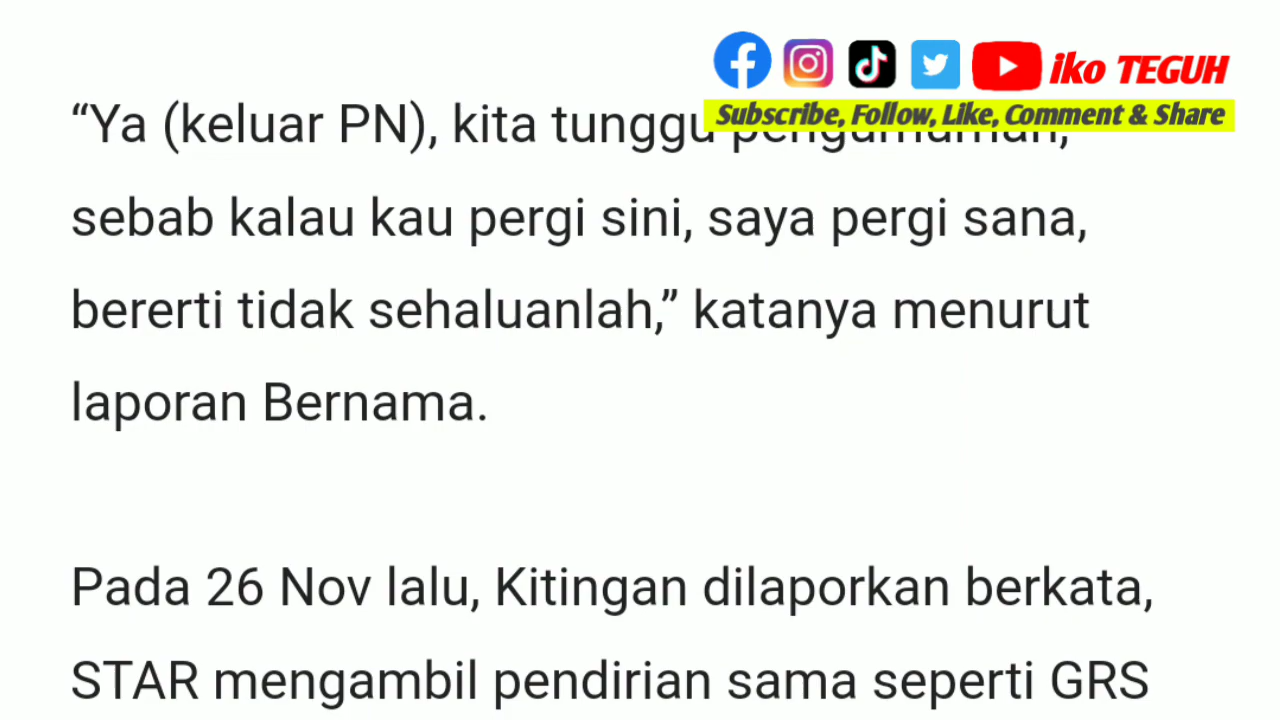 iko TEGUH
Subscribe, Follow, Like, Comment & Share
“Ya (keluar PN), kita tunggu pengumuman,
sebab kalau kau pergi sini, saya pergi sana,
bererti tidak sehaluanlah,” katanya menurut
laporan Bernama.
Pada 26 Nov lalu, Kitingan dilaporkan berkata,
STAR mengambil pendirian sama seperti GRS